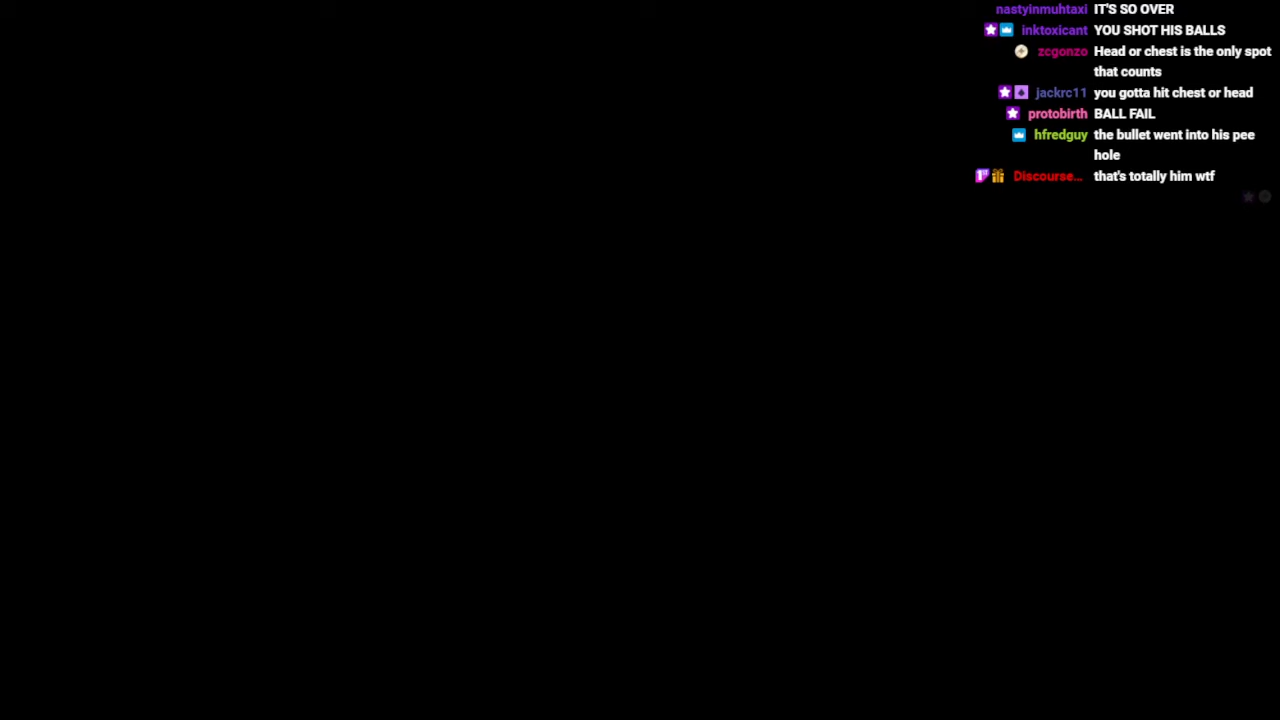 nastyinmuhtaxi IT'S SO OVER
inktoxicant YOU SHOT HIS BALLS
zcgonzo Head or chest is the only spot
that counts
jackrc11 you gotta hit chest or head
protobirth BALL FAIL
hfredguy the bullet went into his pee
hole
Discourse... that's totally him wtf